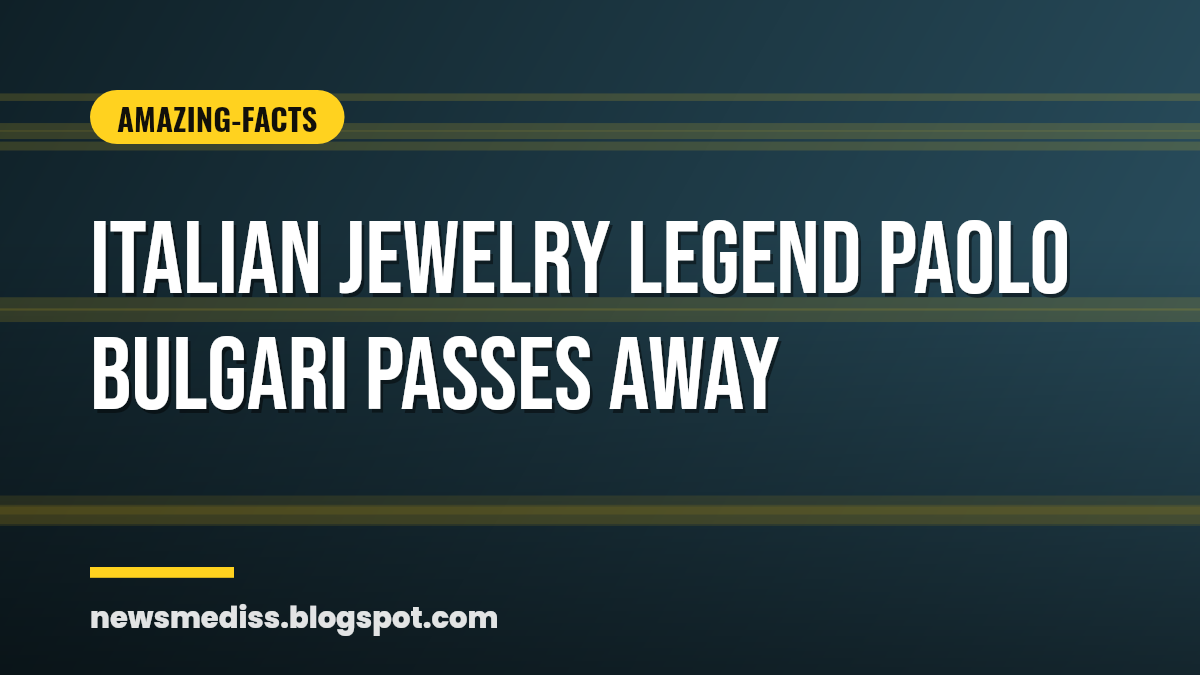 AMAZING-FACTS
ITALIAN JEWELRY LEGEND PAOLO
BULGARI PASSES AWAY
newsmediss.blogspot.com